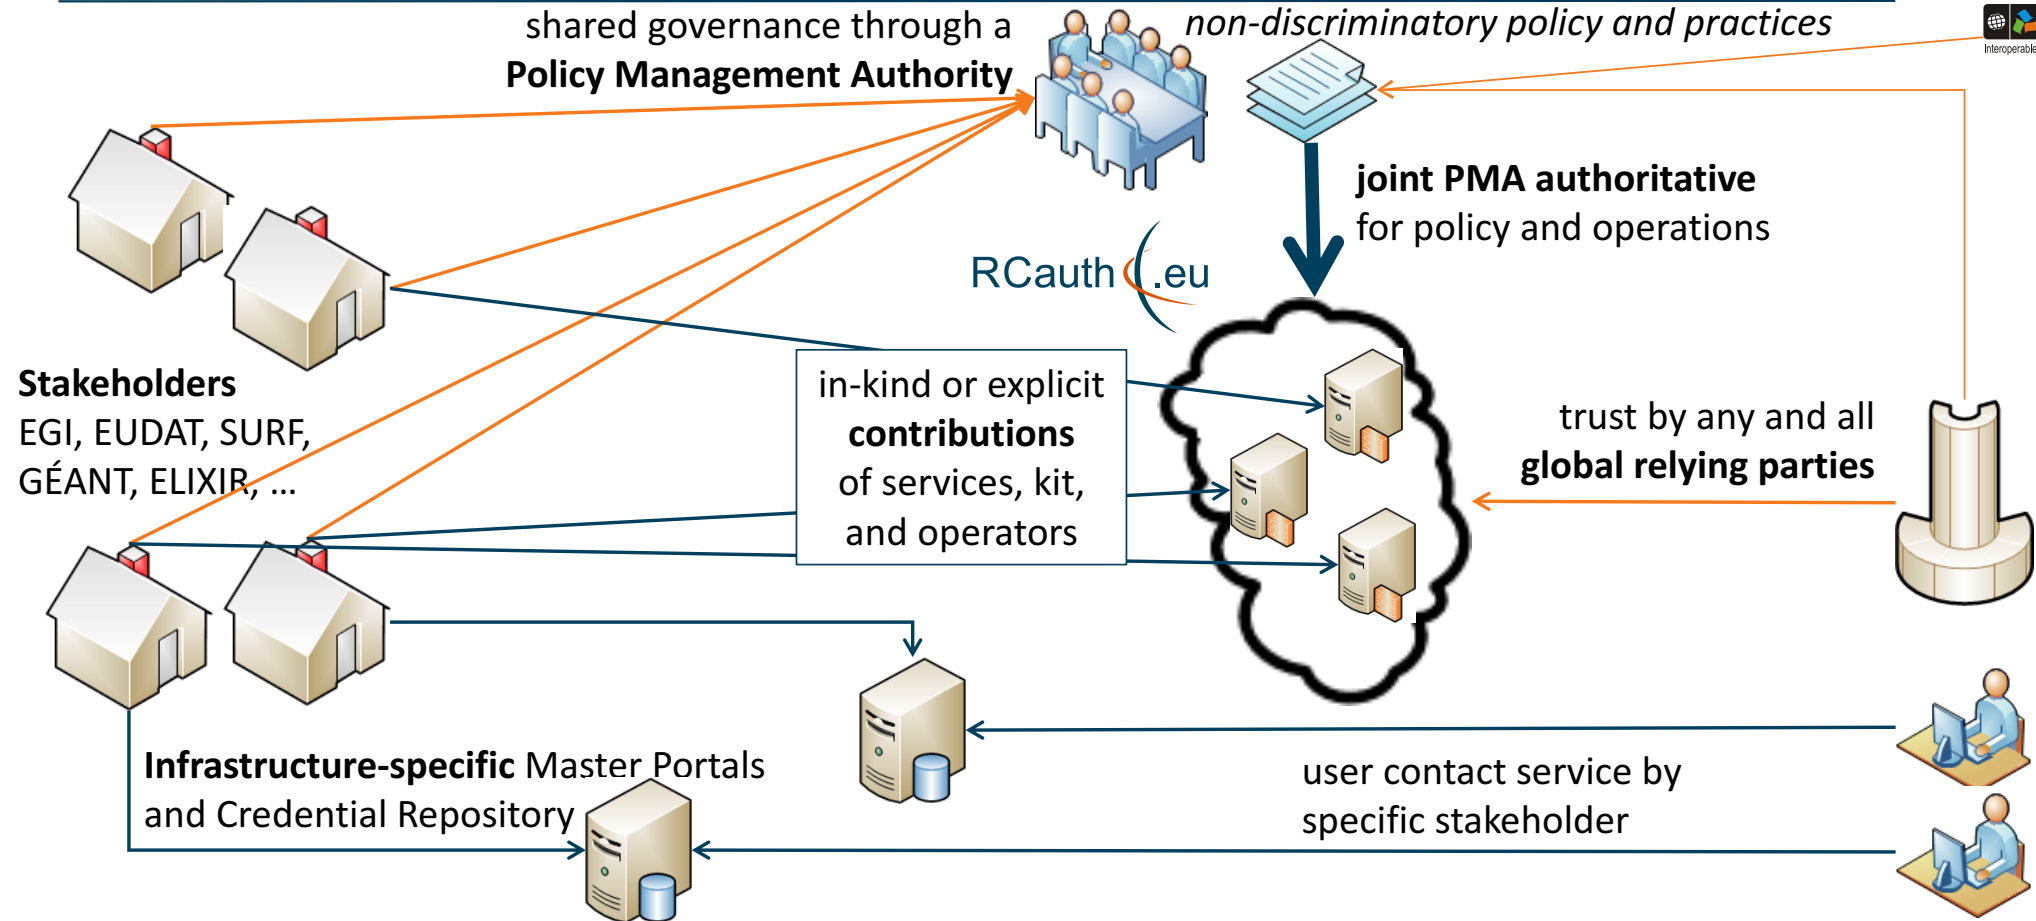 shared governance through a
Policy Management Authority
non-discriminatory policy and practices
Interoperable
joint PMA authoritative
for policy and operations
RCauth.eu
Stakeholders
EGI, EUDAT, SURF,
GÉANT, ELIXIR, ...
in-kind or explicit
contributions
of services, kit,
and operators
trust by any and all
global relying parties
Infrastructure-specific Master Portals
and Credential Repository
user contact service by
specific stakeholder